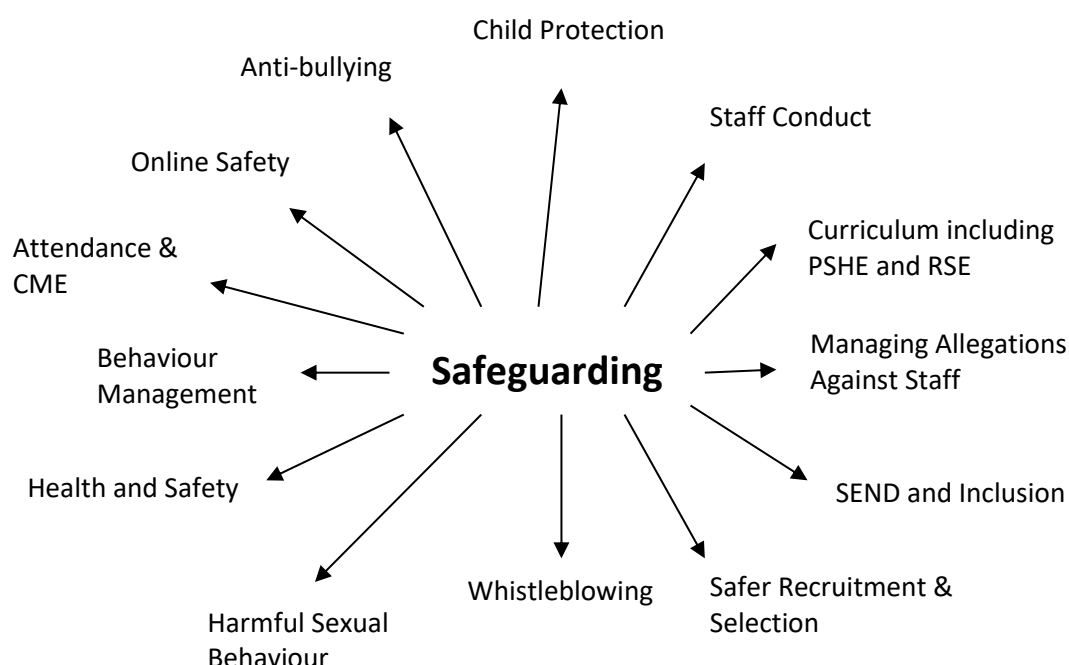 Child Protection
Anti-bullying
Staff Conduct
Online Safety
Curriculum including
PSHE and RSE
Attendance &
CME
Managing Allegations
Against Staff
Behaviour
Management
Safeguarding
Health and Safety
SEND and Inclusion
Whistleblowing
Safer Recruitment &
Selection
Harmful Sexual
Behaviour